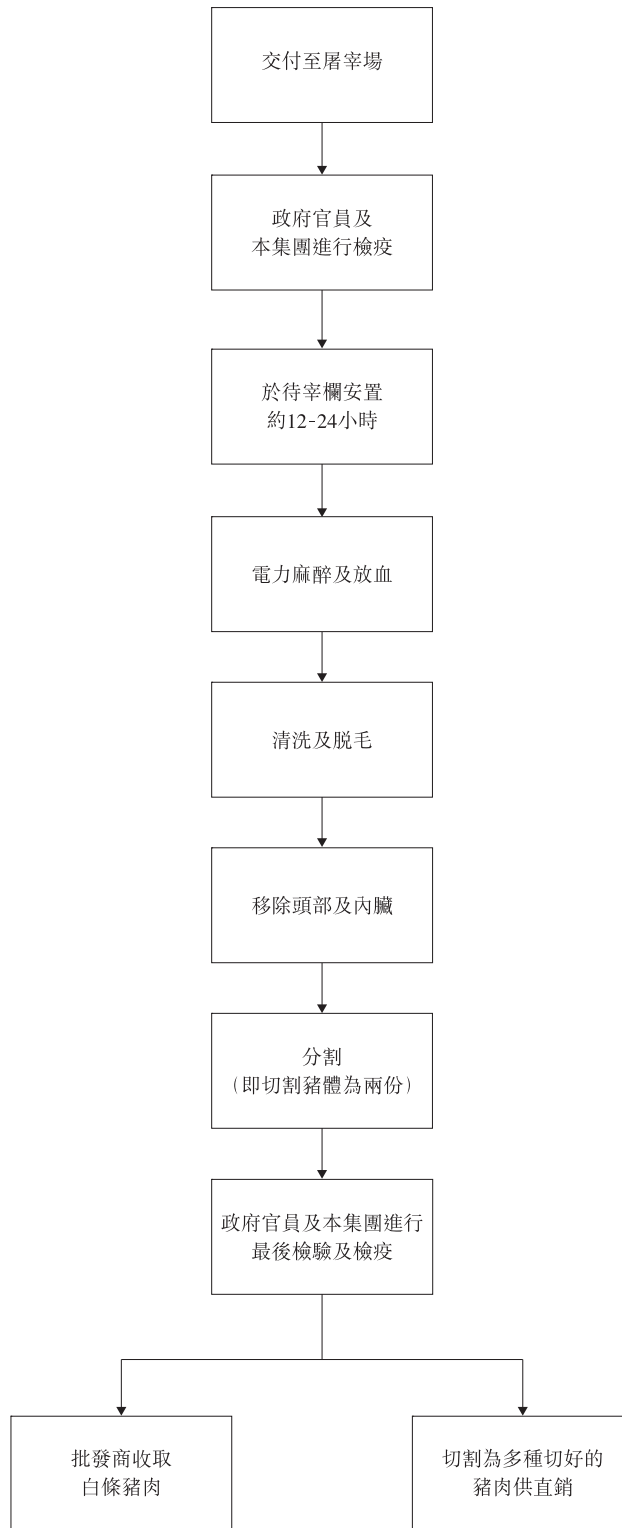 交付至屠宰場
政府官員及
本集團進行檢疫
於待宰欄安置
約12-24小時
電力麻醉及放血
清洗及脫毛
移除頭部及內臟
分割
(即切割豬體為兩份)
政府官員及本集團進行
最後檢驗及檢疫
批發商收取
白條豬肉
切割為多種切好的
豬肉供直銷